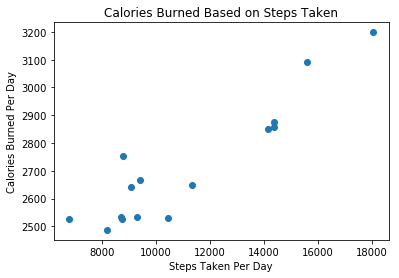 Calories Burned Based on Steps Taken
3200
3100
3000
2900
2800
2700
2600
2500
Calories Burned Per Day
8000 10000 12000 14000 16000 18000
Steps Taken Per Day